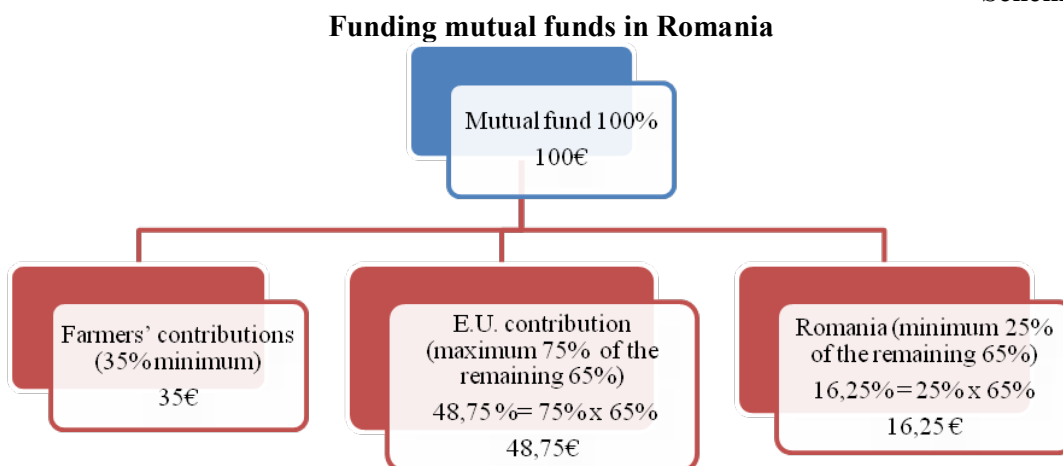 Funding mutual funds in Romania
Mutual fund 100%
100€
Farmers’ contributions
(35% minimum)
35€
E.U. contribution
(maximum 75% of the
remaining 65%)
48,75%= 75% x 65%
48,75€
Romania (minimum 25%
of the remaining 65%)
16,25%= 25% x 65%
16,25 €